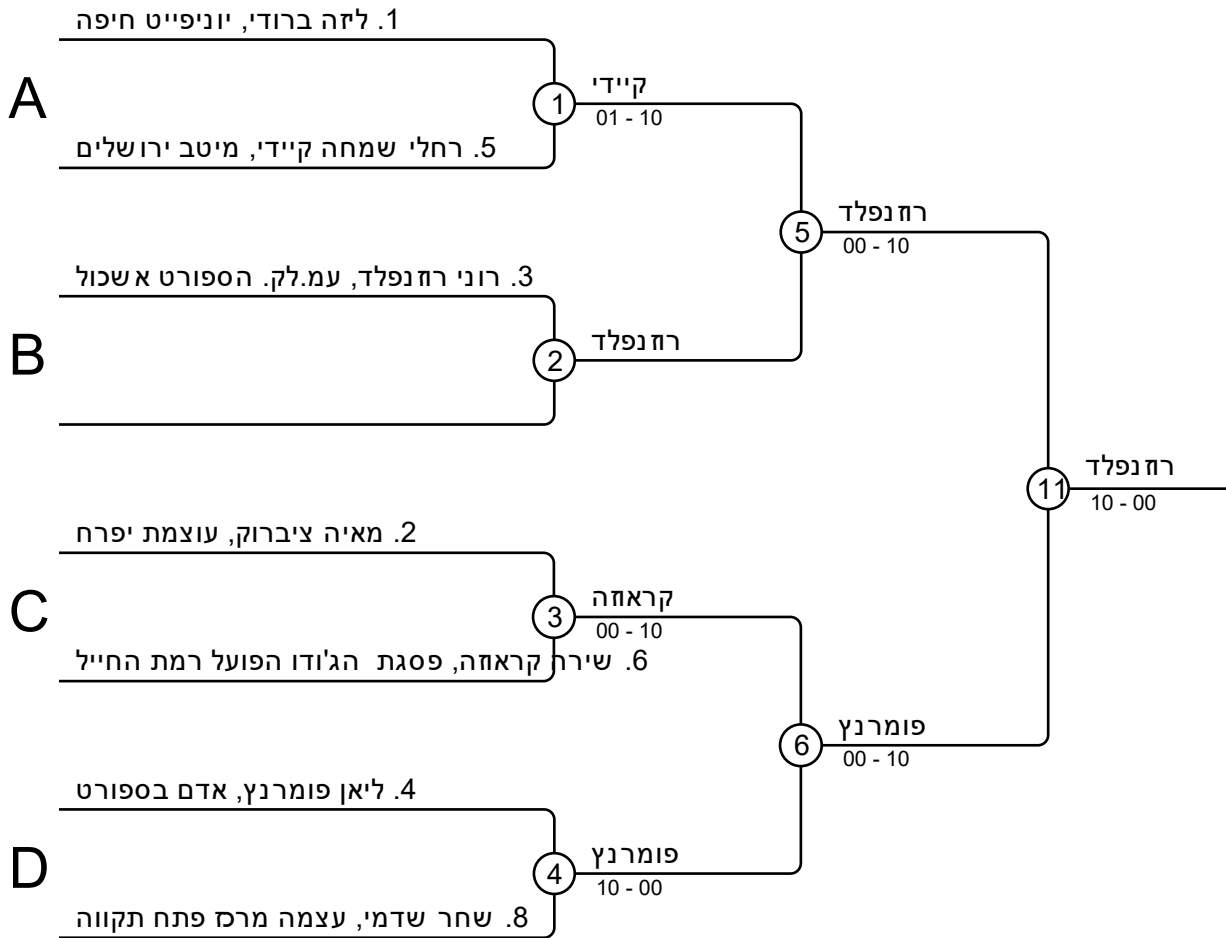 1. ליזה ברודי, יוניפייט חיפה
A
1
קיידי
01 - 10
5. רחלי שמחה קיידי, מיטב ירושלים
5
רוזנפלד
00 - 10
3. רוני רוזנפלד, עמ.לק. הספורט אשכול
B
2
רוזנפלד
11
רוזנפלד
10 - 00
2. מאיה ציברוק, עוצמת יפרח
C
3
קראוזה
00 - 10
6. שירה קראוזה, פסגת הג'ודו הפועל רמת החייל
6
פומרנץ
00 - 10
4. ליאן פומרנץ, אדם בספורט
D
4
פומרנץ
10 - 00
8. שחר שדמי, עצמה מרכז פתח תקווה